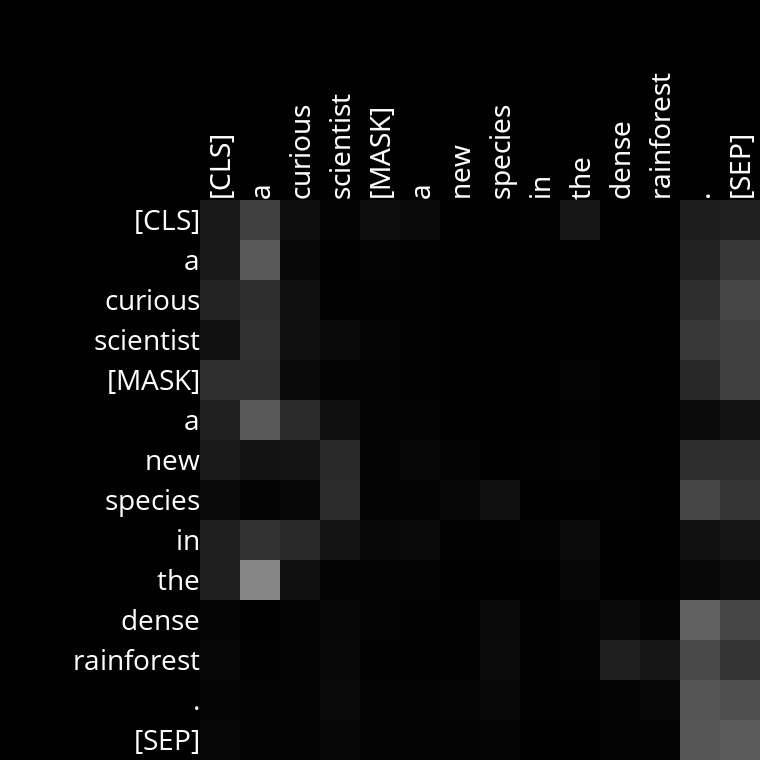 [CLS] a curious scientist [MASK] a new species in the dense rainforest . [SEP]
[CLS]
a
curious
scientist
[MASK]
a
new
species
in
the
dense
rainforest
.
[SEP]